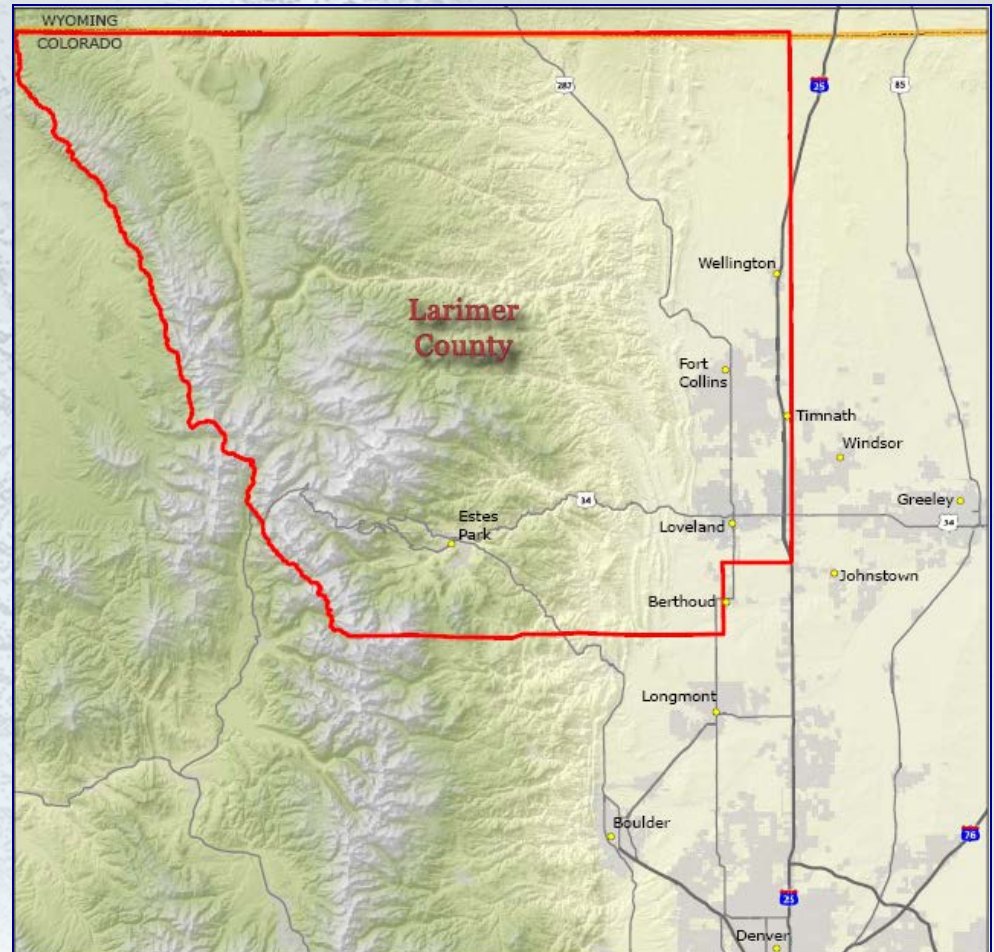 WYOMING
COLORADO
287
25
85
Wellington
Larimer
County
Fort
Collins
Timnath
Windsor
34
Greeley
Estes
Park
Loveland
34
Johnstown
Berthoud
Longmont
Boulder
76
25
Denver